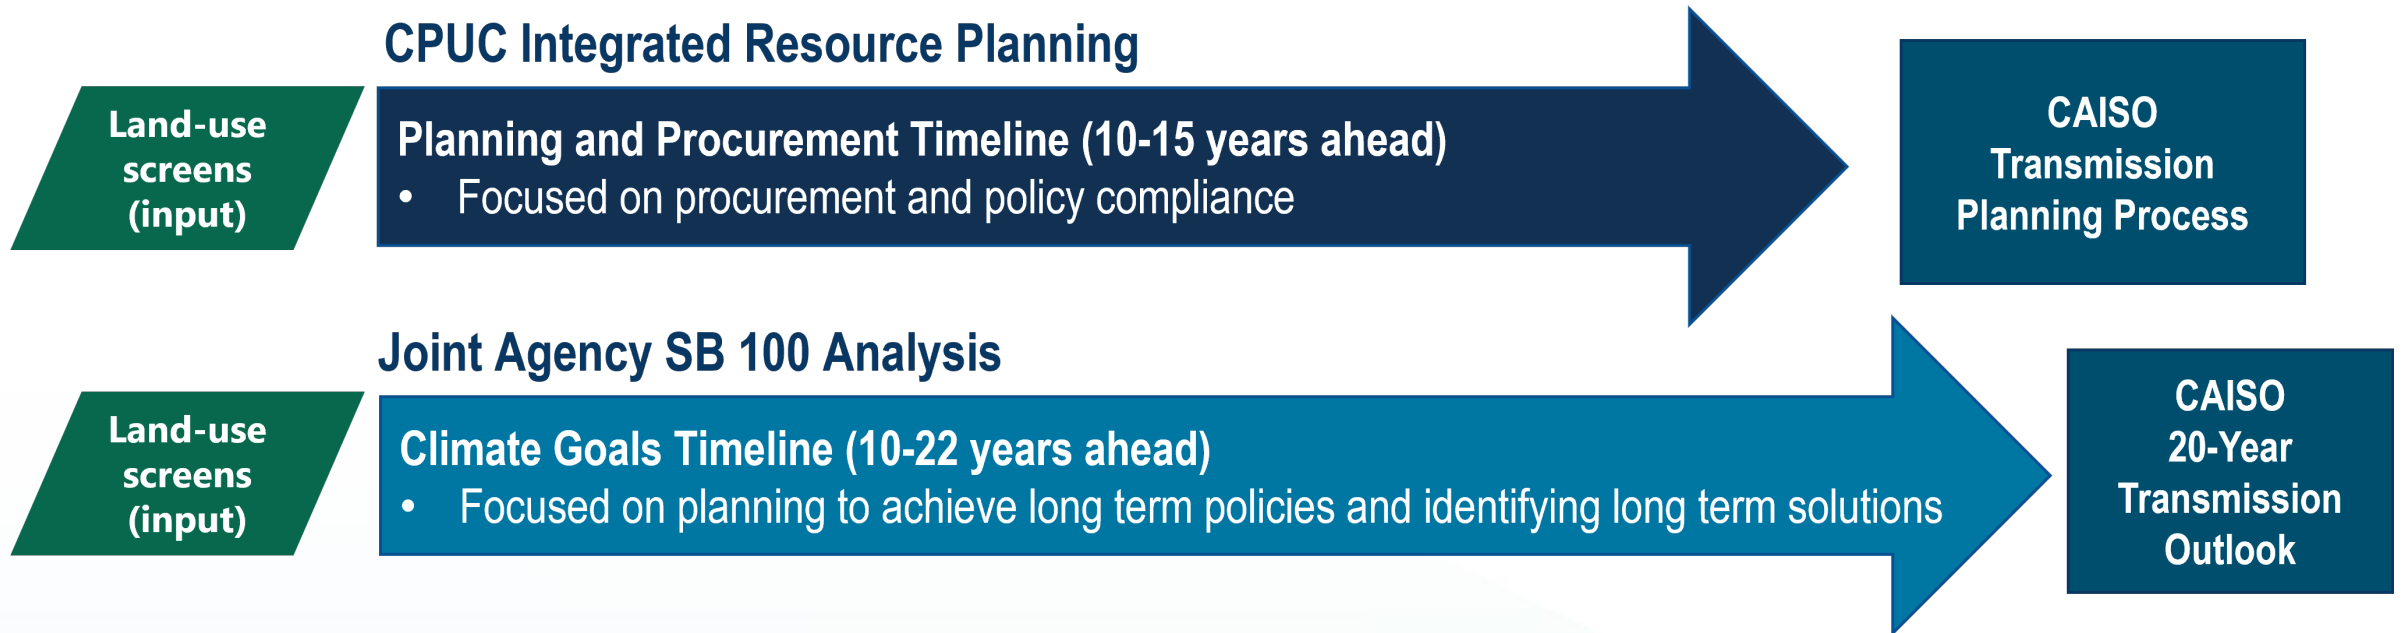 CPUC Integrated Resource Planning
Land-use
screens
(input)
Planning and Procurement Timeline (10-15 years ahead)
• Focused on procurement and policy compliance
CAISO
Transmission
Planning Process
Joint Agency SB 100 Analysis
Land-use
screens
(input)
Climate Goals Timeline (10-22 years ahead)
• Focused on planning to achieve long term policies and identifying long term solutions
CAISO
20-Year
Transmission
Outlook